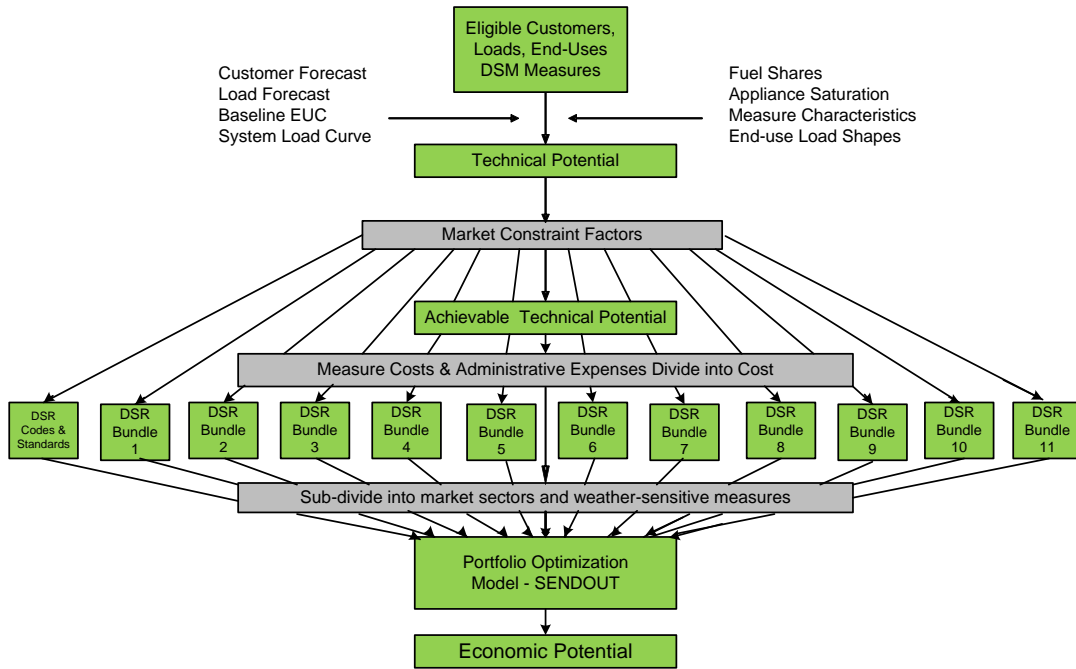 Eligible Customers,
Loads, End-Uses
DSM Measures
Customer Forecast
Load Forecast
Baseline EUC
System Load Curve
Fuel Shares
Appliance Saturation
Measure Characteristics
End-use Load Shapes
Technical Potential
Market Constraint Factors
Achievable Technical Potential
Measure Costs & Administrative Expenses Divide into Cost
DSR
Codes &
Standards
DSR
Bundle
1
DSR
Bundle
2
DSR
Bundle
3
DSR
Bundle
4
DSR
Bundle
5
DSR
Bundle
6
DSR
Bundle
7
DSR
Bundle
8
DSR
Bundle
9
DSR
Bundle
10
DSR
Bundle
11
Sub-divide into market sectors and weather-sensitive measures
Portfolio Optimization
Model - SENDOUT
Economic Potential